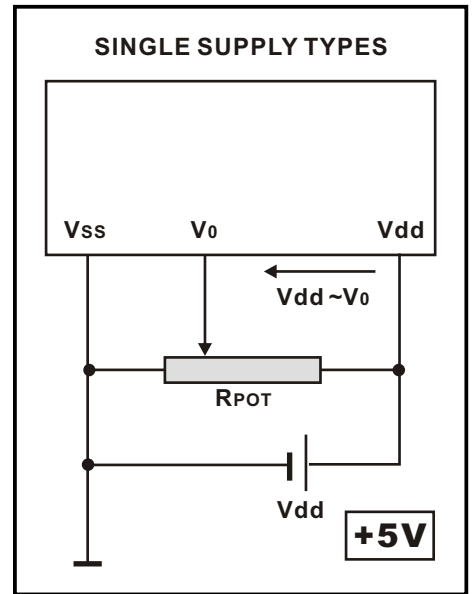 SINGLE SUPPLY TYPES
Vss V0 Vdd
Vdd ~V0
RPOT
Vdd
+5V